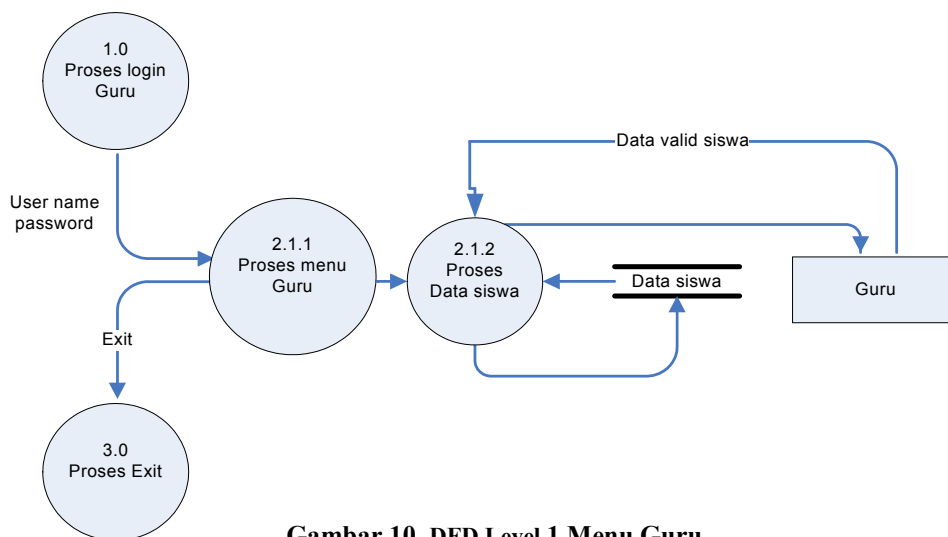 1.0
Proses login
Guru
Data valid siswa
User name
password
2.1.1
Proses menu
Guru
2.1.2
Proses
Data siswa
Data siswa
Guru
Exit
3.0
Proses Exit
Gambar 10. DFD Level 1 Menu Guru